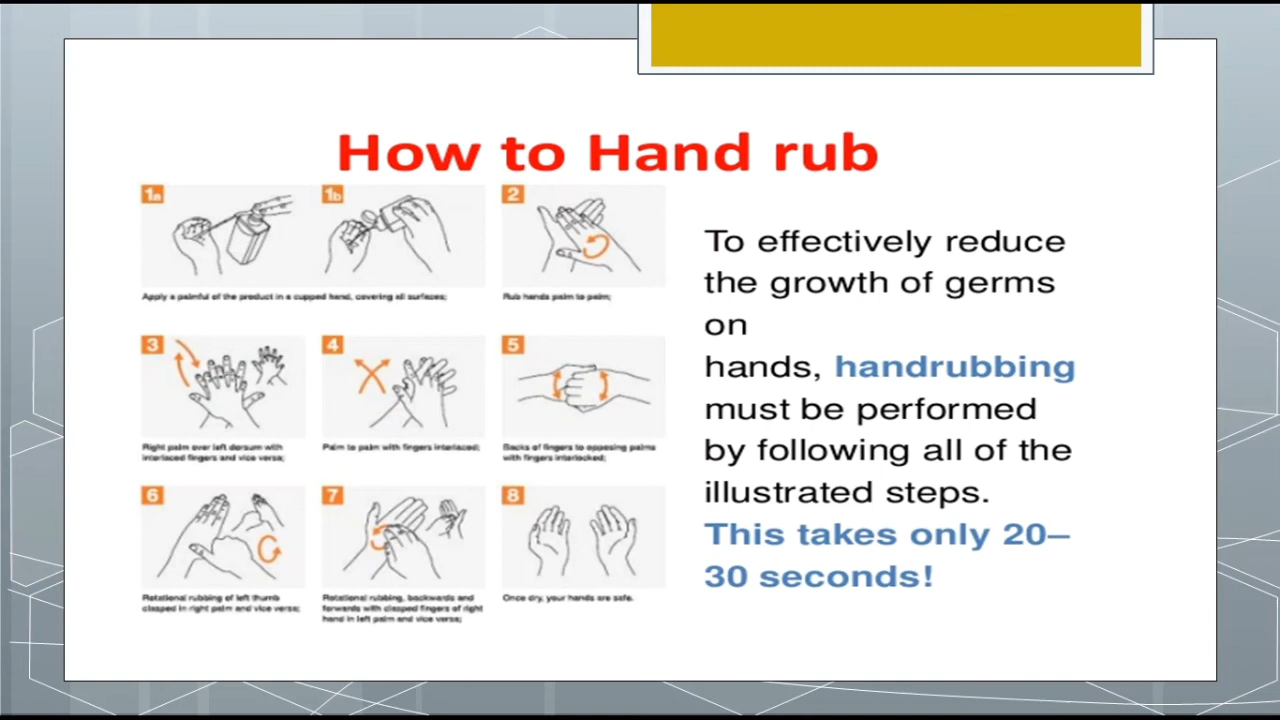 How to Hand rub
1a
1b
2
Apply a palmful of the product in a cupped hand, covering all surfaces;
Rub hands palm to palm;
3
4
5
Right palm over left dorsum with
interlaced fingers and vice versa;
Palm to palm with fingers interlaced;
Backs of fingers to opposing palms
with fingers interlocked;
6
7
8
Rotational rubbing of left thumb
clasped in right palm and vice versa;
Rotational rubbing, backwards and
forwards with clasped fingers of right
hand in left palm and vice versa;
Once dry, your hands are safe.
To effectively reduce
the growth of germs
on
hands, handrubbing
must be performed
by following all of the
illustrated steps.
This takes only 20–
30 seconds!